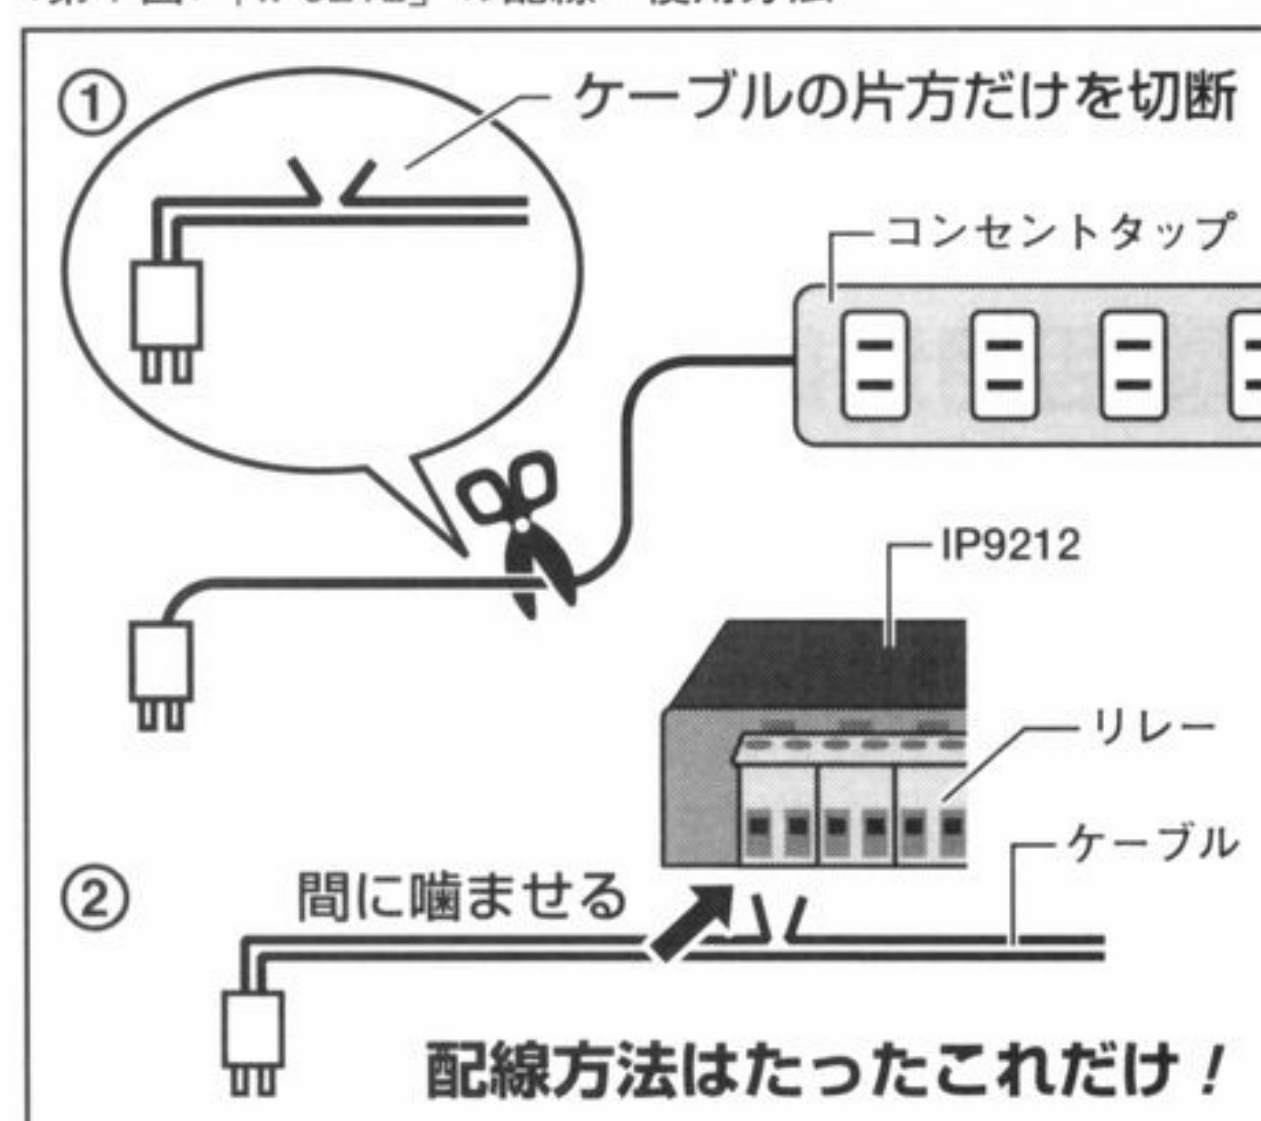 ① ケーブルの片方だけを切断
コンセントタップ
IP9212
リレー
ケーブル
② 間に噛ませる
配線方法はたったこれだけ！